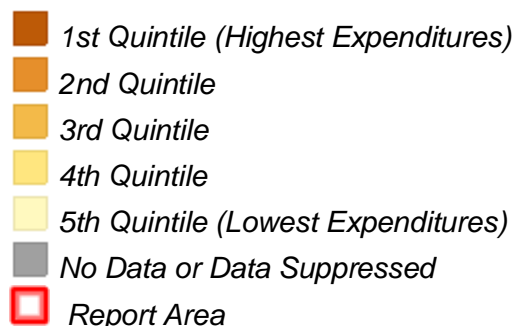 1st Quintile (Highest Expenditures)
2nd Quintile
3rd Quintile
4th Quintile
5th Quintile (Lowest Expenditures)
No Data or Data Suppressed
Report Area